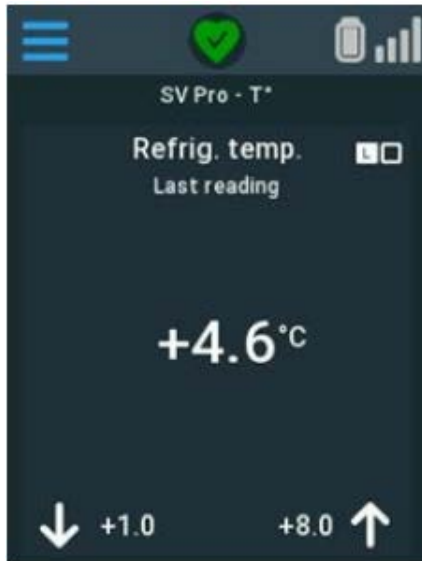 SV Pro - T°
Refrig. temp.
L
Last reading
+4.6°C
+1.0 +8.0